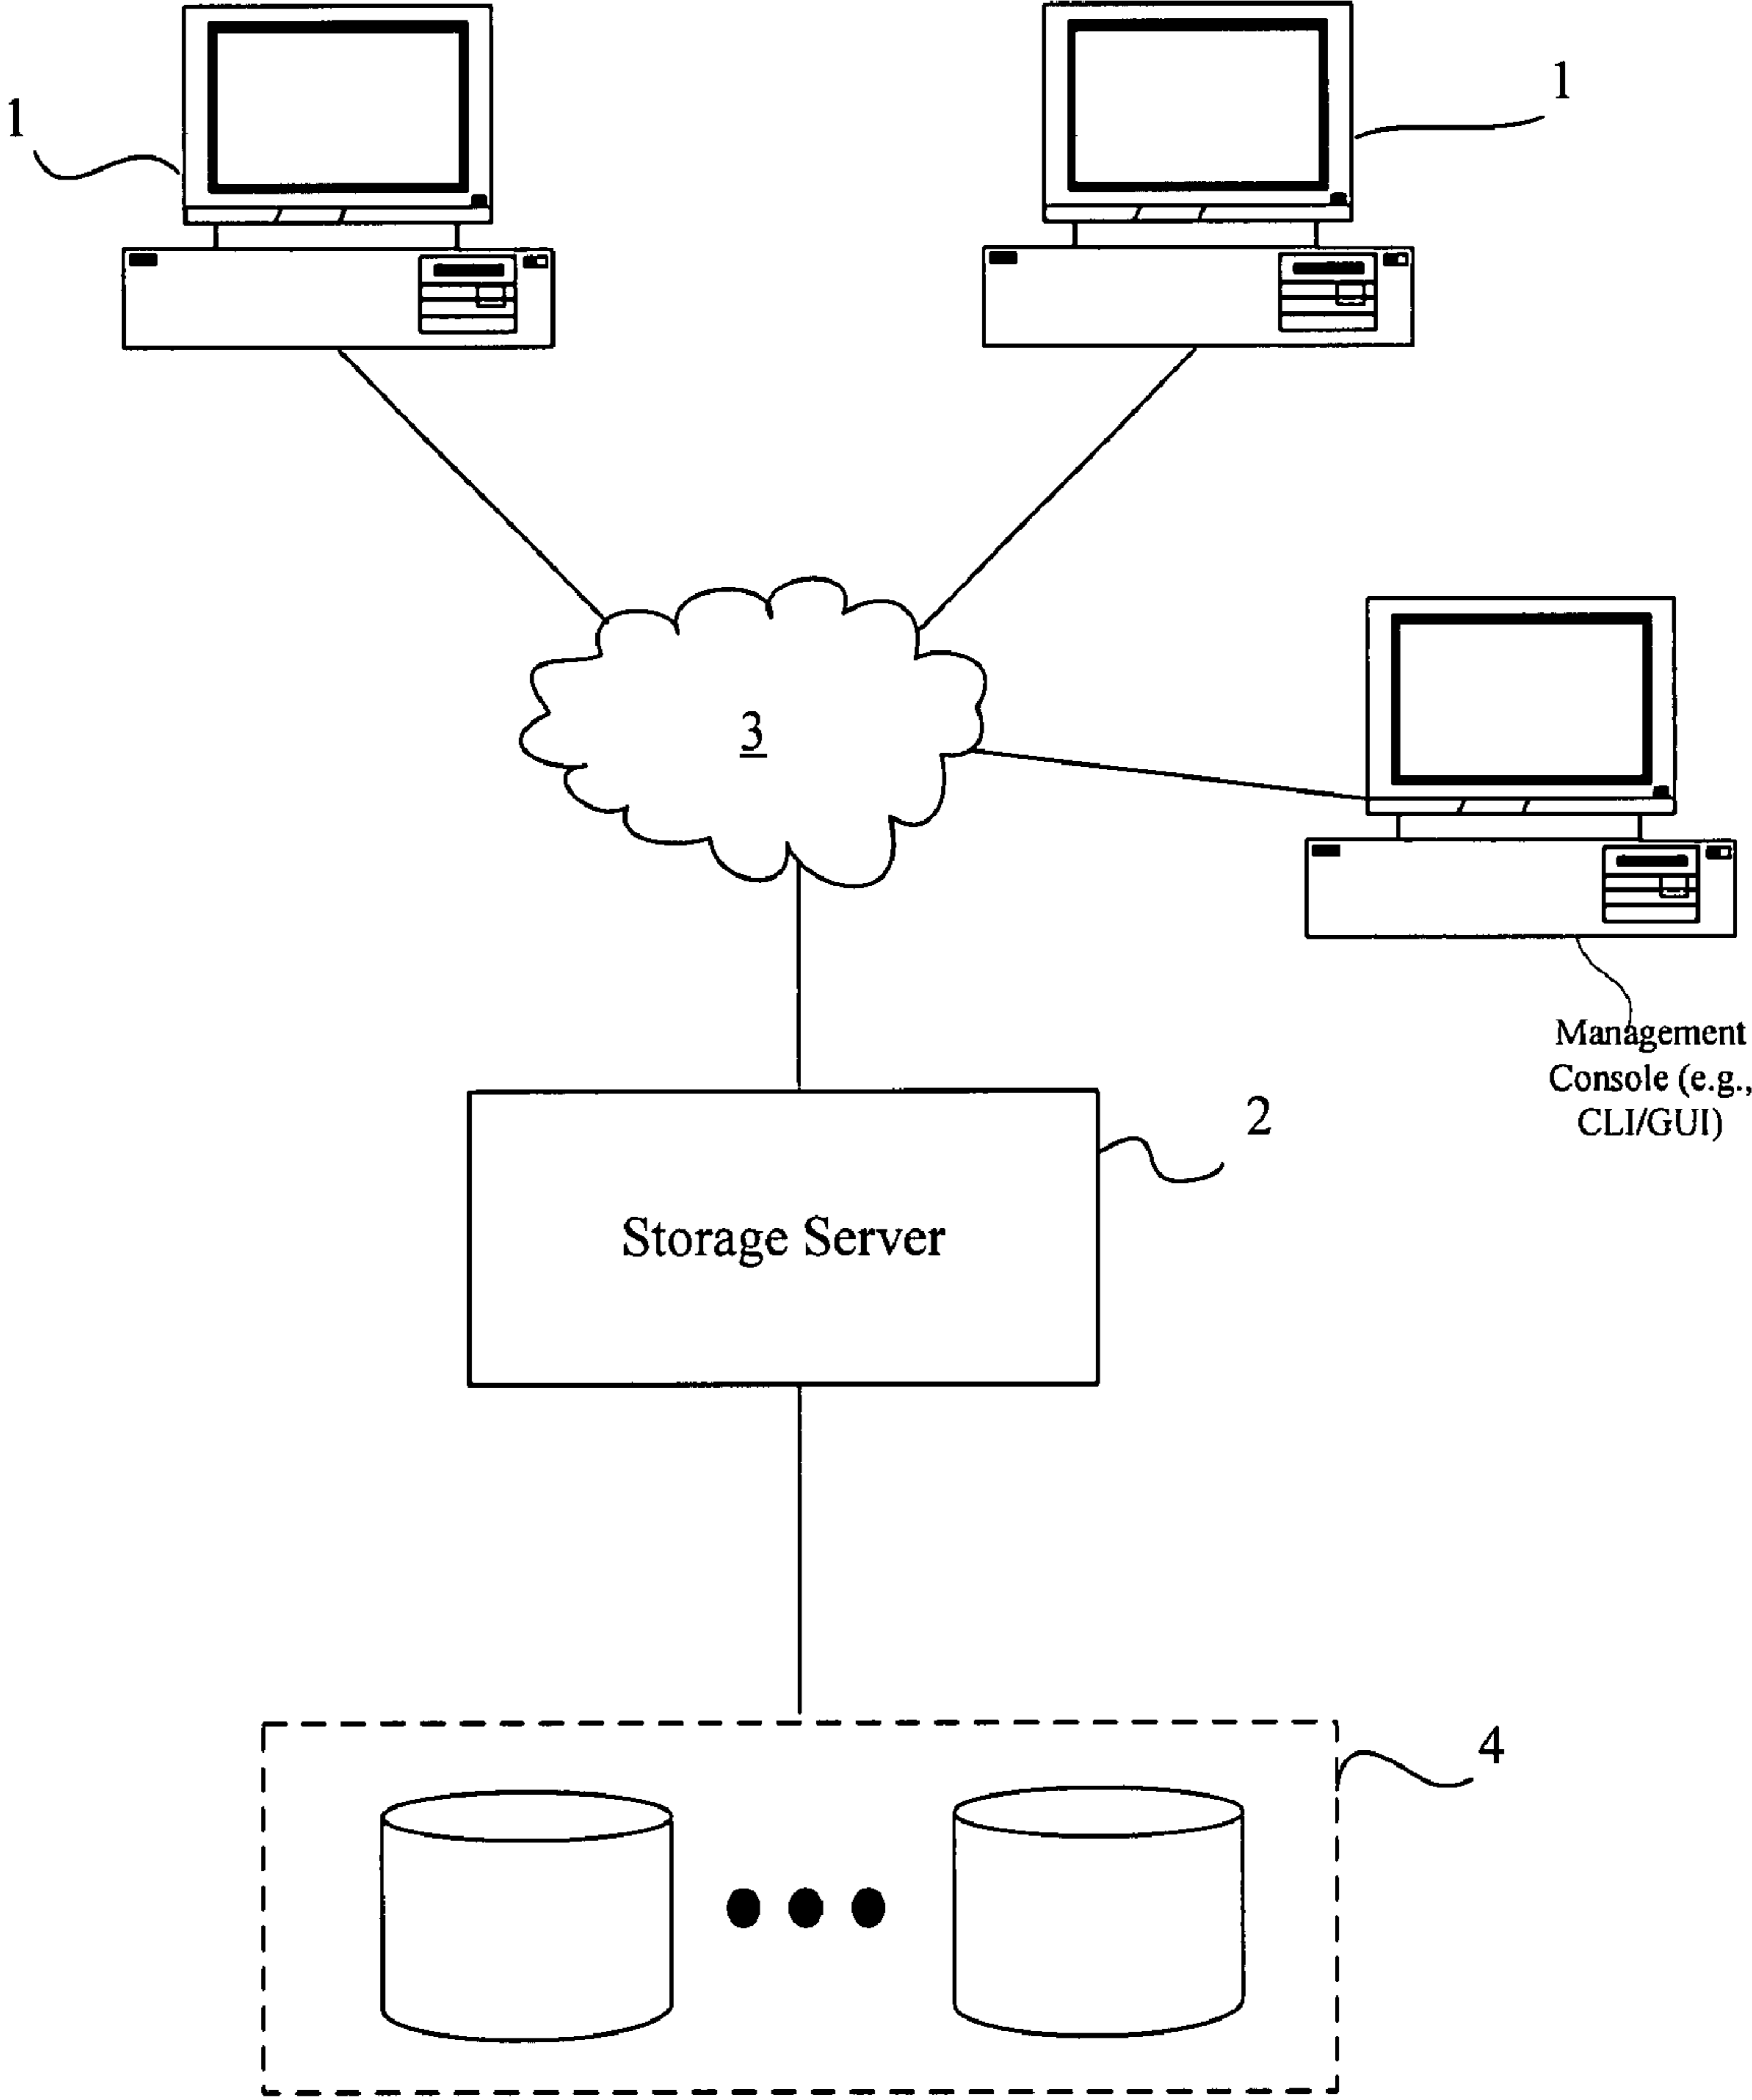 1
1
3
Management
Console (e.g.,
CLI/GUI)
2
Storage Server
4